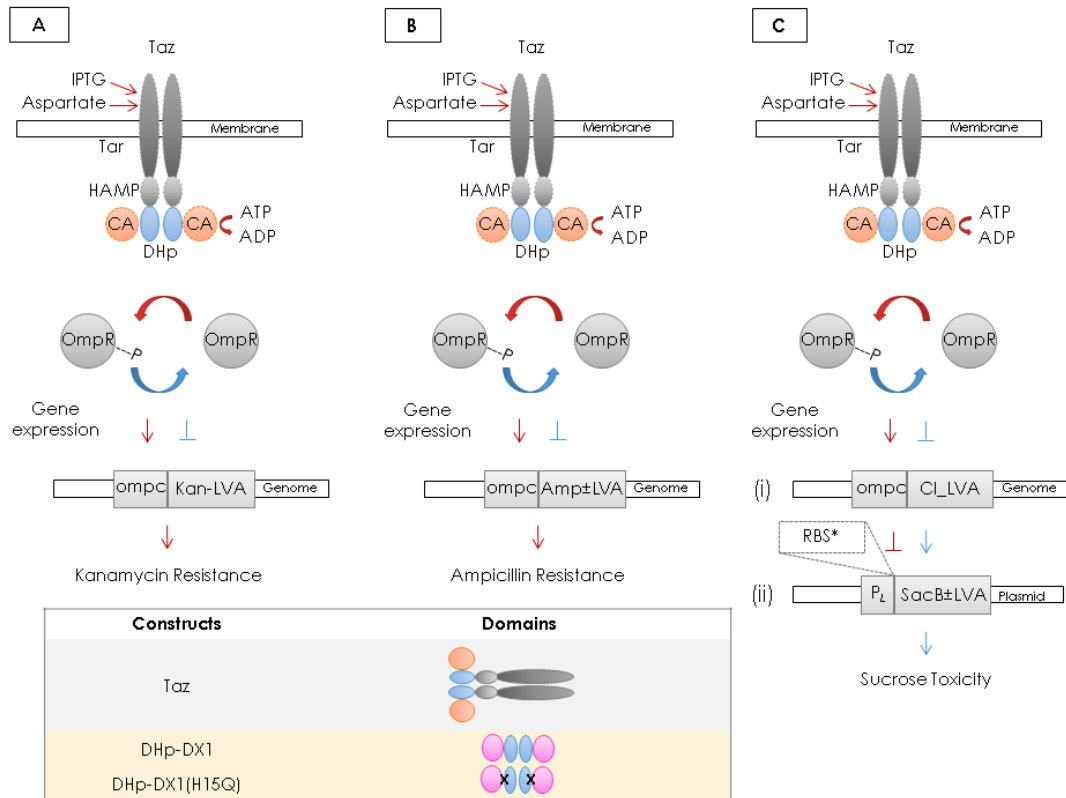 A
Taz
IPTG
Aspartate
Membrane
Tar
HAMP
CA
CA
ATP
ADP
DHp
OmpR
P
OmpR
Gene
expression
ompc
Kan-LVA
Genome
Kanamycin Resistance
B
Taz
IPTG
Aspartate
Membrane
Tar
HAMP
CA
CA
ATP
ADP
DHp
OmpR
P
OmpR
Gene
expression
ompc
Amp±LVA
Genome
Ampicillin Resistance
C
Taz
IPTG
Aspartate
Membrane
Tar
HAMP
CA
CA
ATP
ADP
DHp
OmpR
P
OmpR
Gene
expression
(i)
ompc
CI_LVA
Genome
RBS*
(ii)
PL
SacB±LVA
Plasmid
Sucrose Toxicity
Constructs
Domains
Taz
DHp-DX1
DHp-DX1(H15Q)
X
X